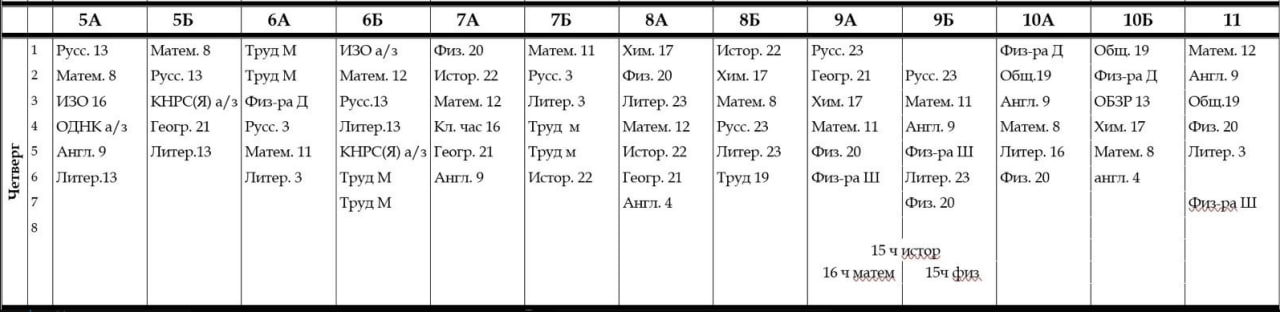 5А 5Б 6А 6Б 7А 7Б 8А 8Б 9А 9Б 10А 10Б 11
Четверг
1 Русс. 13 Матем. 8 Труд М ИЗО а/з Физ. 20 Матем. 11 Хим. 17 Истор. 22 Русс. 23 Физ-ра Д Общ. 19 Матем. 12
2 Матем. 8 Русс. 13 Труд М Матем. 12 Истор. 22 Русс. 3 Физ. 20 Хим. 17 Геогр. 21 Русс. 23 Общ.19 Физ-ра Д Англ. 9
3 ИЗО 16 КНРС(Я) а/з Физ-ра Д Русс.13 Матем. 12 Литер. 3 Литер. 23 Матем. 8 Хим. 17 Матем. 11 Англ. 9 ОБЗР 13 Общ.19
4 ОДНК а/з Геогр. 21 Русс. 3 Литер.13 Кл. час 16 Труд м Матем. 12 Русс. 23 Матем. 11 Англ. 9 Матем. 8 Хим. 17 Физ. 20
5 Англ. 9 Литер.13 Матем. 11 КНРС(Я) а/з Геогр. 21 Труд м Истор. 22 Литер. 23 Физ. 20 Физ-ра Ш Литер. 16 Матем. 8 Литер. 3
6 Литер.13 Литер. 3 Труд М Англ. 9 Истор. 22 Геогр. 21 Труд 19 Физ-ра Ш Литер. 23 Физ. 20 англ. 4
7 Труд М Англ. 4 Физ. 20 Физ-ра Ш
8
15 ч истор
16 ч матем 15ч физ